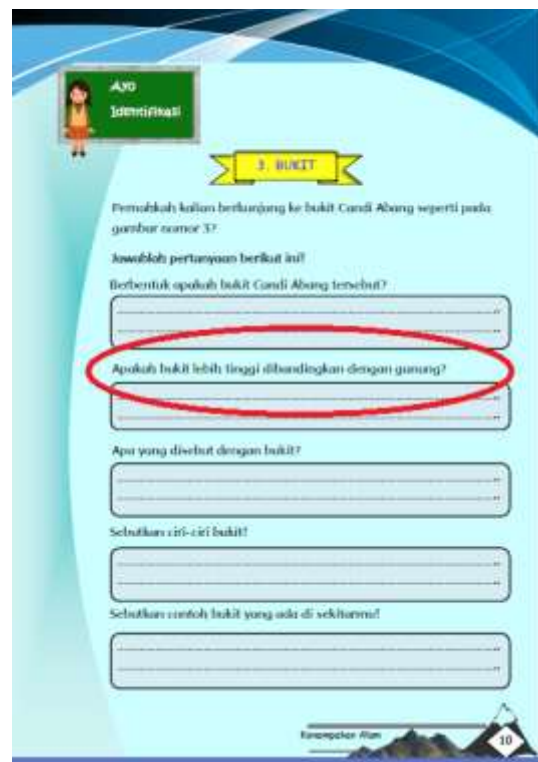 Ayo
Identifikasi
3. BUKIT
Pernahkah kalian berkunjung ke bukit Candi Abang seperti pada
gambar nomor 3?
Jawablah pertanyaan berikut ini!
Berbentuk apakah bukit Candi Abang tersebut?
Apakah bukit lebih tinggi dibandingkan dengan gunung?
Apa yang disebut dengan bukit?
Sebutkan ciri-ciri bukit!
Sebutkan contoh bukit yang ada di sekitarmu!
Kenampakan Alam
10